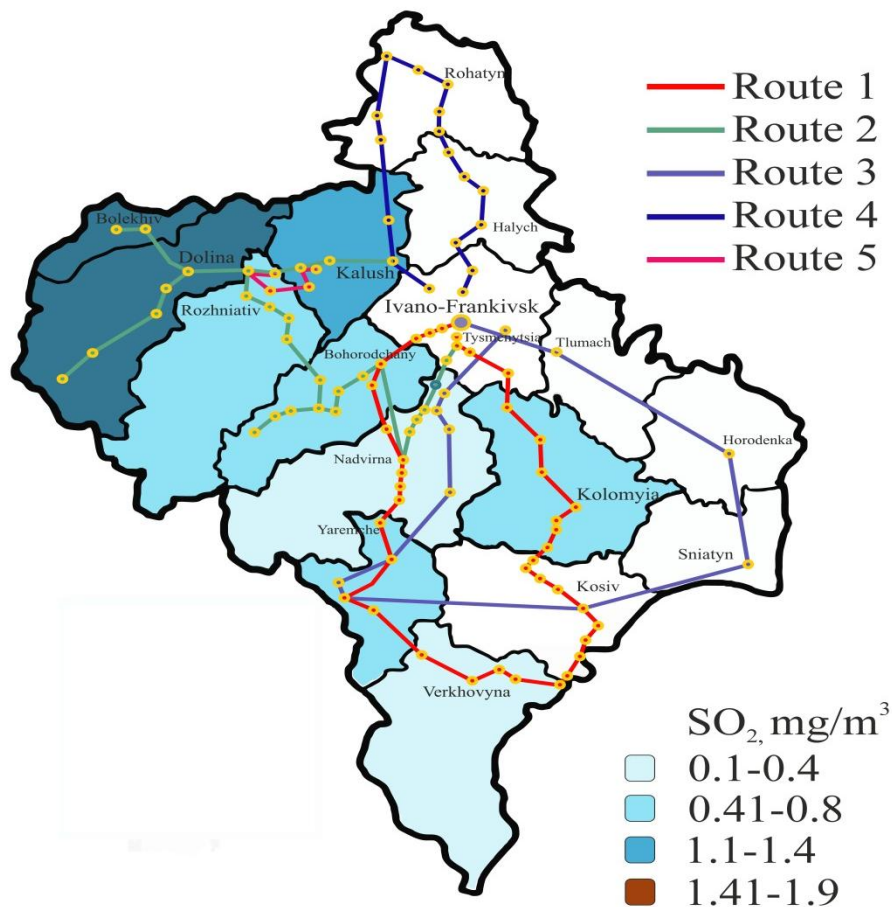 Rohatyn
Route 1
Route 2
Route 3
Route 4
Route 5
Bolekhiv
Halych
Dolina
Kalush
Rozhniativ
Ivano-Frankivsk
Tysmenytsia
Tlumach
Bohorodchany
Horodenka
Nadvirna
Kolomyia
Yaremche
Sniatyn
Kosiv
Verkhovyna
SO2, mg/m3
0.1-0.4
0.41-0.8
1.1-1.4
1.41-1.9